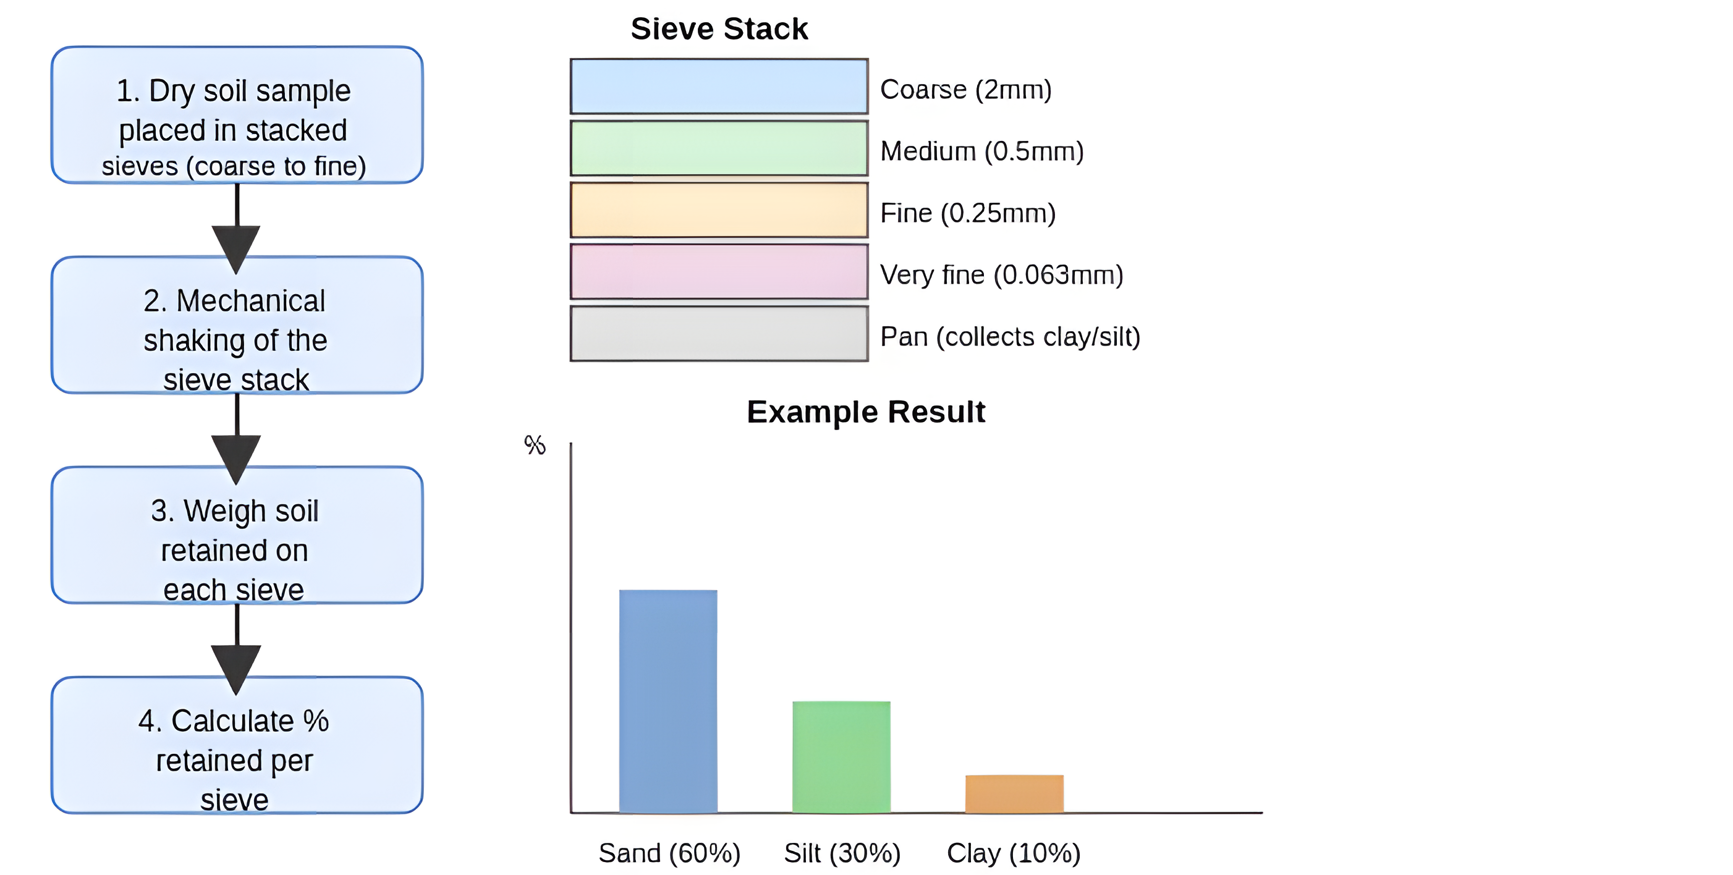 1. Dry soil sample
placed in stacked
sieves (coarse to fine)
2. Mechanical
shaking of the
sieve stack
3. Weigh soil
retained on
each sieve
4. Calculate %
retained per
sieve
Sieve Stack
Coarse (2mm)
Medium (0.5mm)
Fine (0.25mm)
Very fine (0.063mm)
Pan (collects clay/silt)
Example Result
%
Sand (60%)
Silt (30%)
Clay (10%)